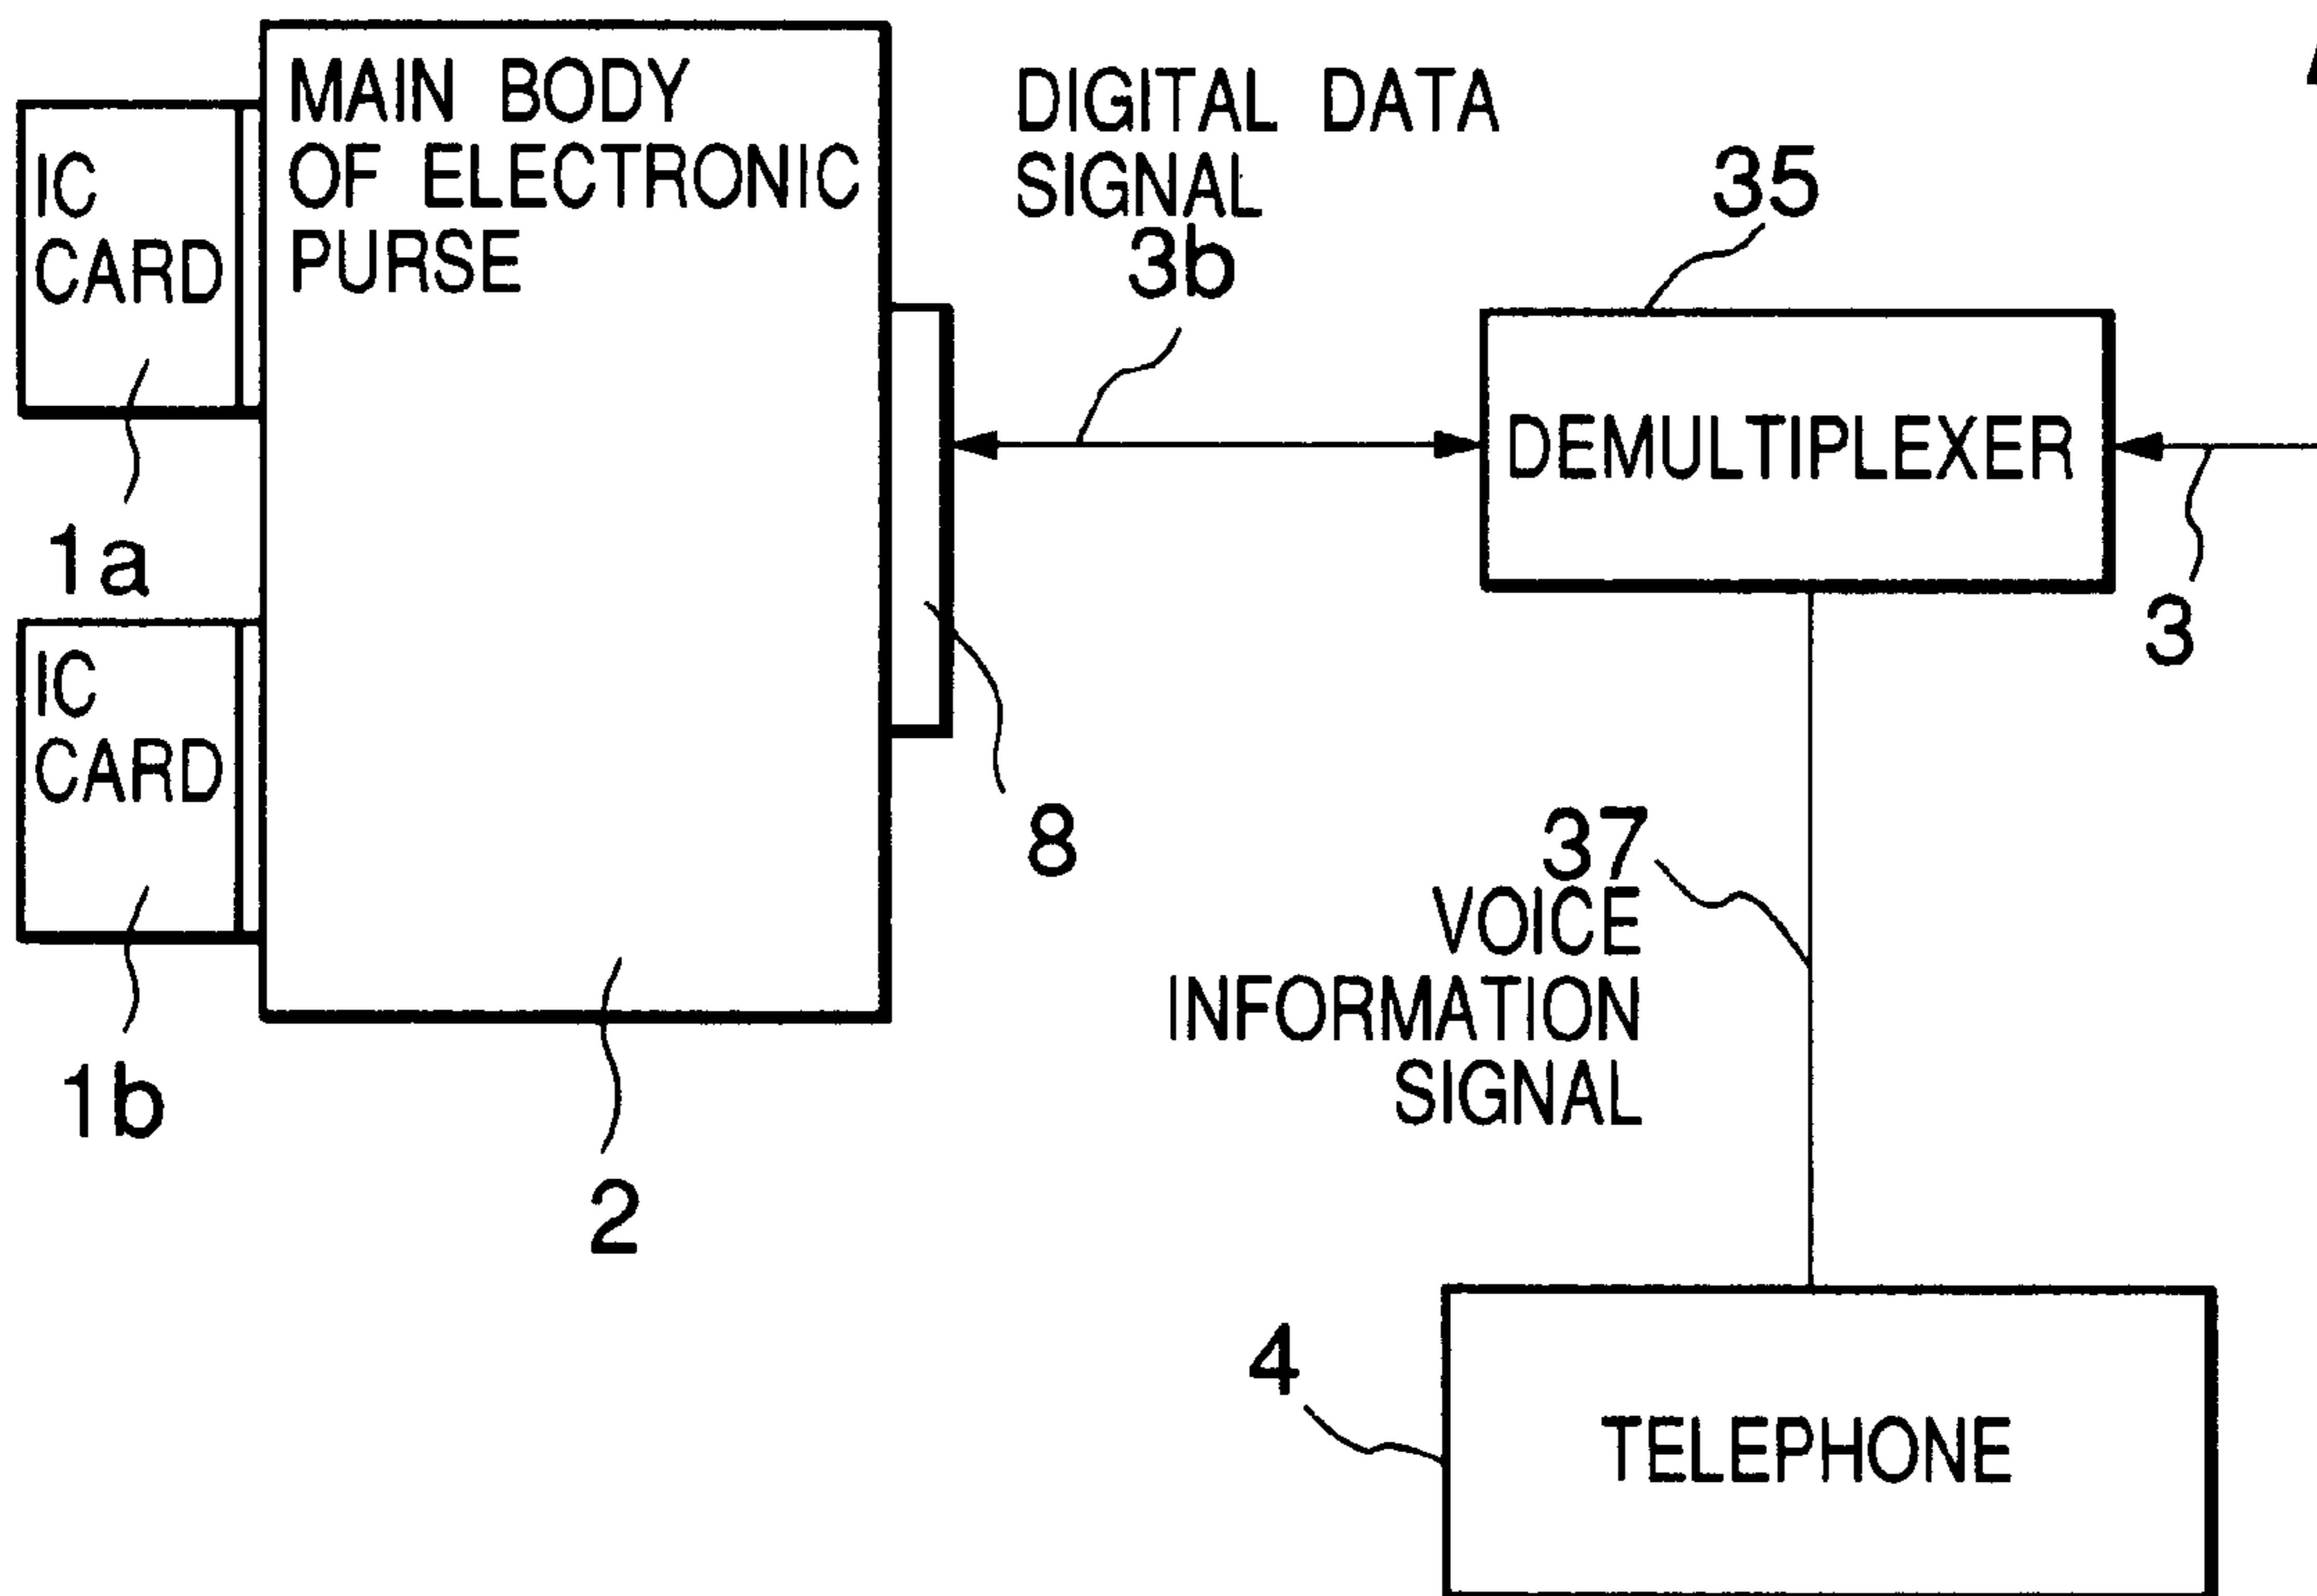 MAIN BODY
OF ELECTRONIC
PURSE
IC
CARD
1a
IC
CARD
1b
2
8
DIGITAL DATA
SIGNAL
3b
35
DEMULTIPLEXER
3
37
VOICE
INFORMATION
SIGNAL
4
TELEPHONE